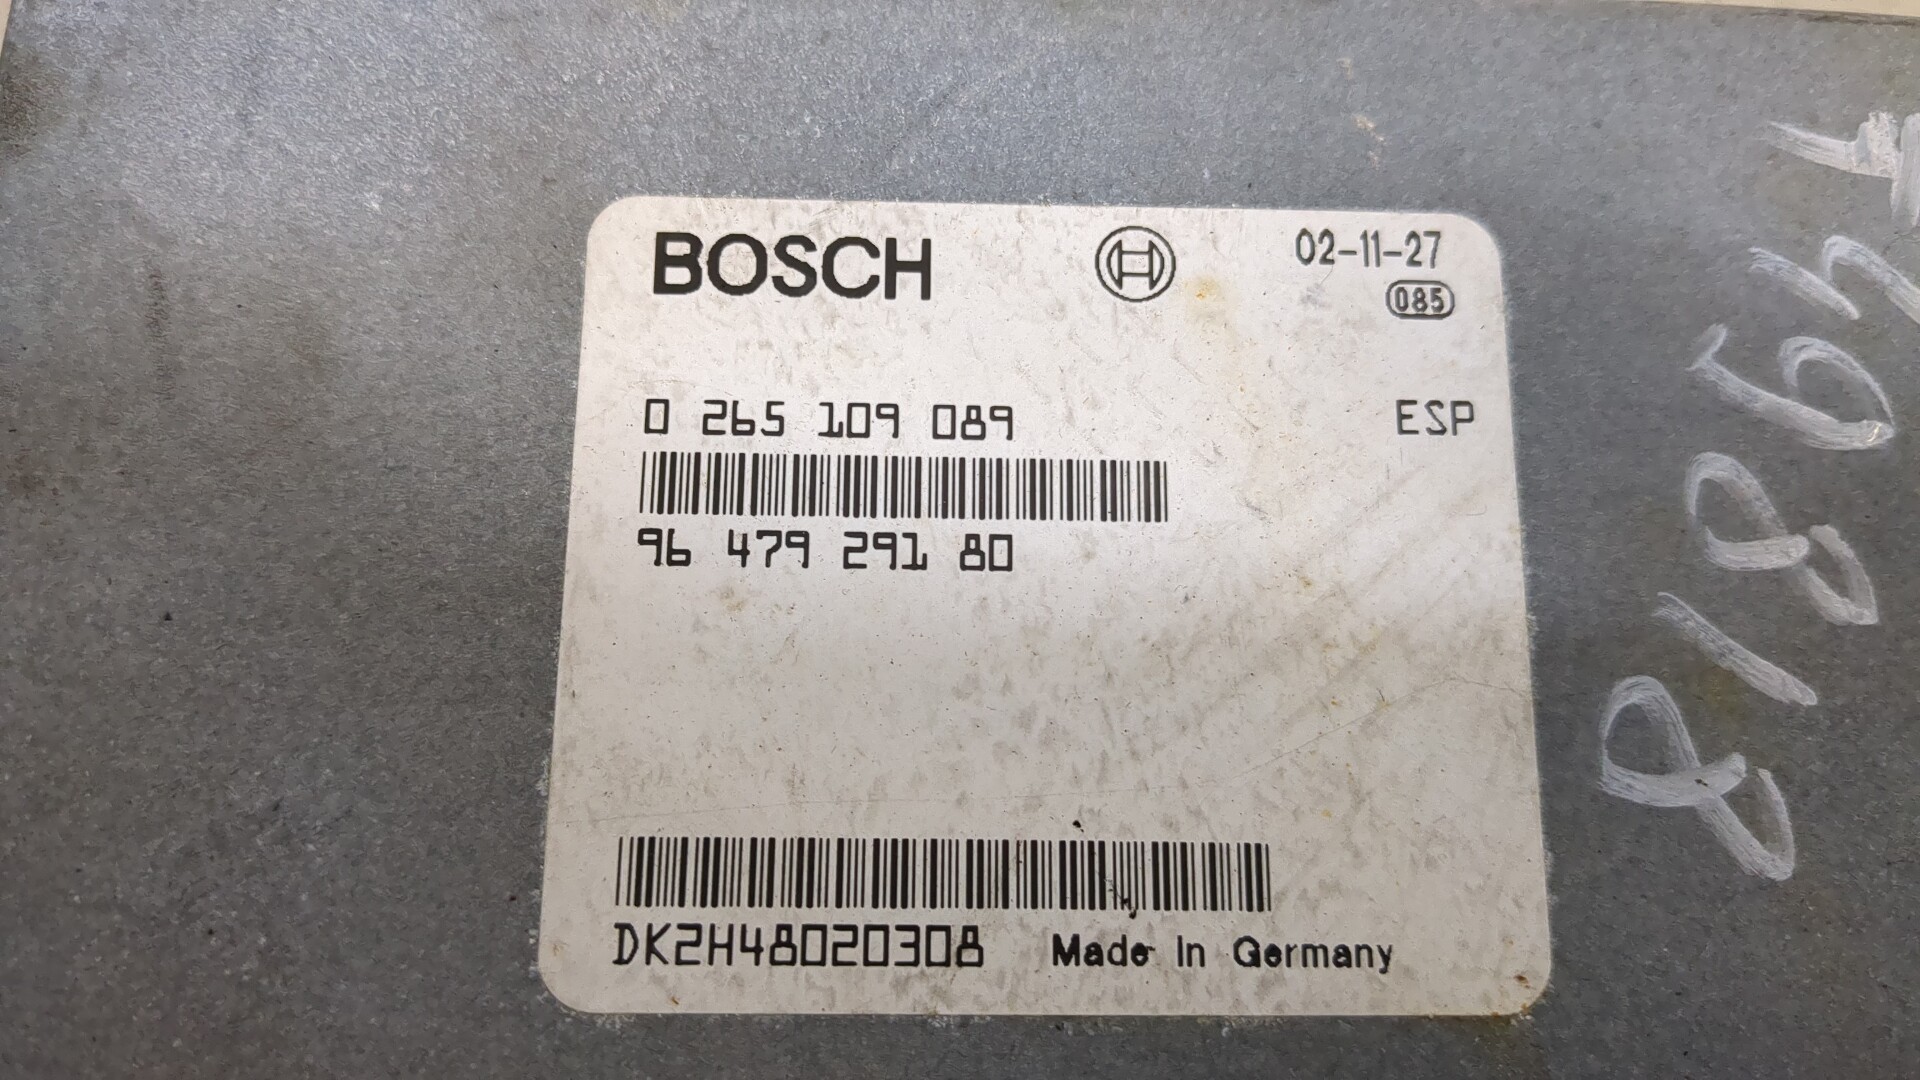 BOSCH
02-11-27
085
0 265 109 089
ESP
96 479 291 80
DK2H48020308
Made In Germany